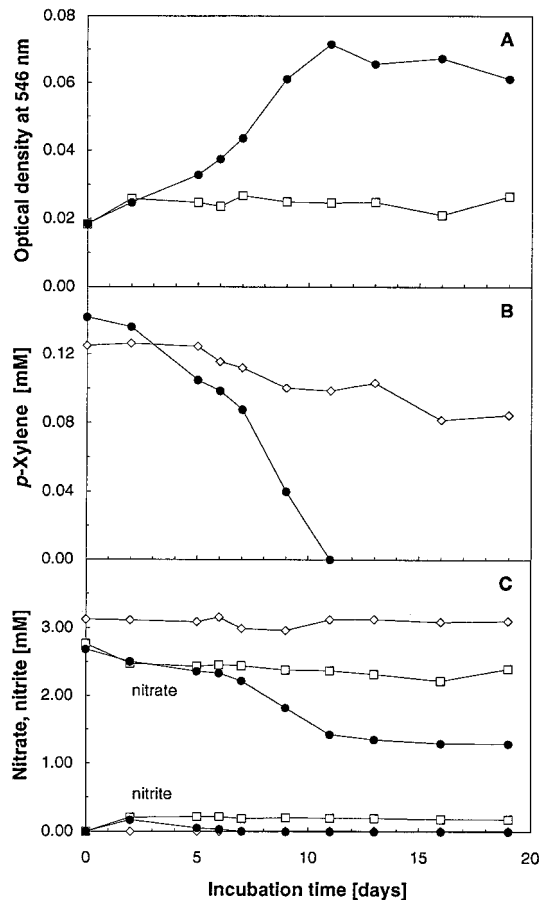 A
Optical density at 546 nm
0.08
0.06
0.04
0.02
0.00
B
p-Xylene [mM]
0.12
0.08
0.04
0.00
C
Nitrate, nitrite [mM]
3.00
2.00
1.00
0.00
nitrate
nitrite
0 5 10 15 20
Incubation time [days]